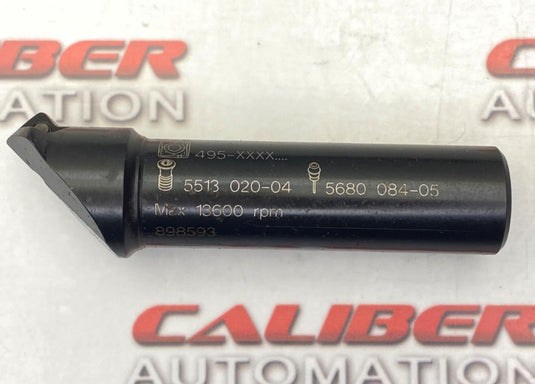 CALIBER
AUTOMATION
CALIBER
AUTOMATION
495-XXXX....
5513 020-04 5680 084-05
Max 13600 rpm
898593
CALIBER
AUTOMATION